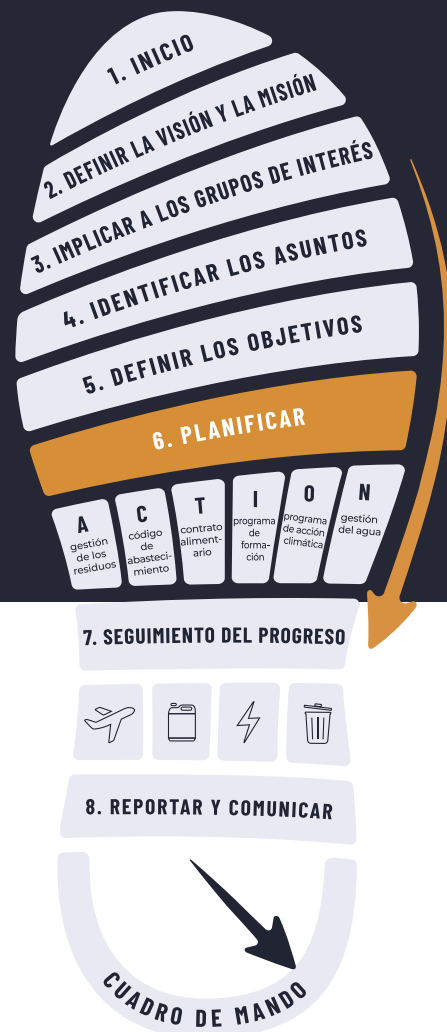 1. INICIO
2. DEFINIR LA VISIÓN Y LA MISIÓN
3. IMPLICAR A LOS GRUPOS DE INTERÉS
4. IDENTIFICAR LOS ASUNTOS
5. DEFINIR LOS OBJETIVOS
6. PLANIFICAR
A
gestión
de los
residuos
C
código
de
abasteci-
miento
T
contrato
aliment-
ario
I
programa
de
forma-
ción
O
programa
de acción
climática
N
gestión
del agua
7. SEGUIMIENTO DEL PROGRESO
8. REPORTAR Y COMUNICAR
CUADRO DE MANDO